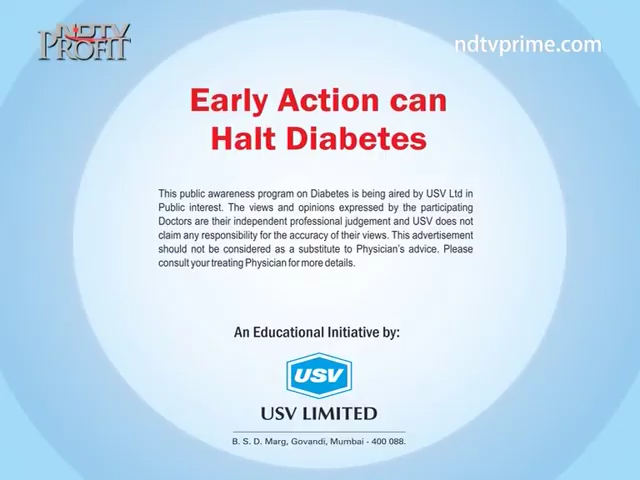 NDTV
PROFIT
ndtvprime.com
Early Action can
Halt Diabetes
This public awareness program on Diabetes is being aired by USV Ltd in
Public interest. The views and opinions expressed by the participating
Doctors are their independent professional judgement and USV does not
claim any responsibility for the accuracy of their views. This advertisement
should not be considered as a substitute to Physician's advice. Please
consult your treating Physician for more details.
An Educational Initiative by:
USV
USV LIMITED
B. S. D. Marg, Govandi, Mumbai - 400 088.